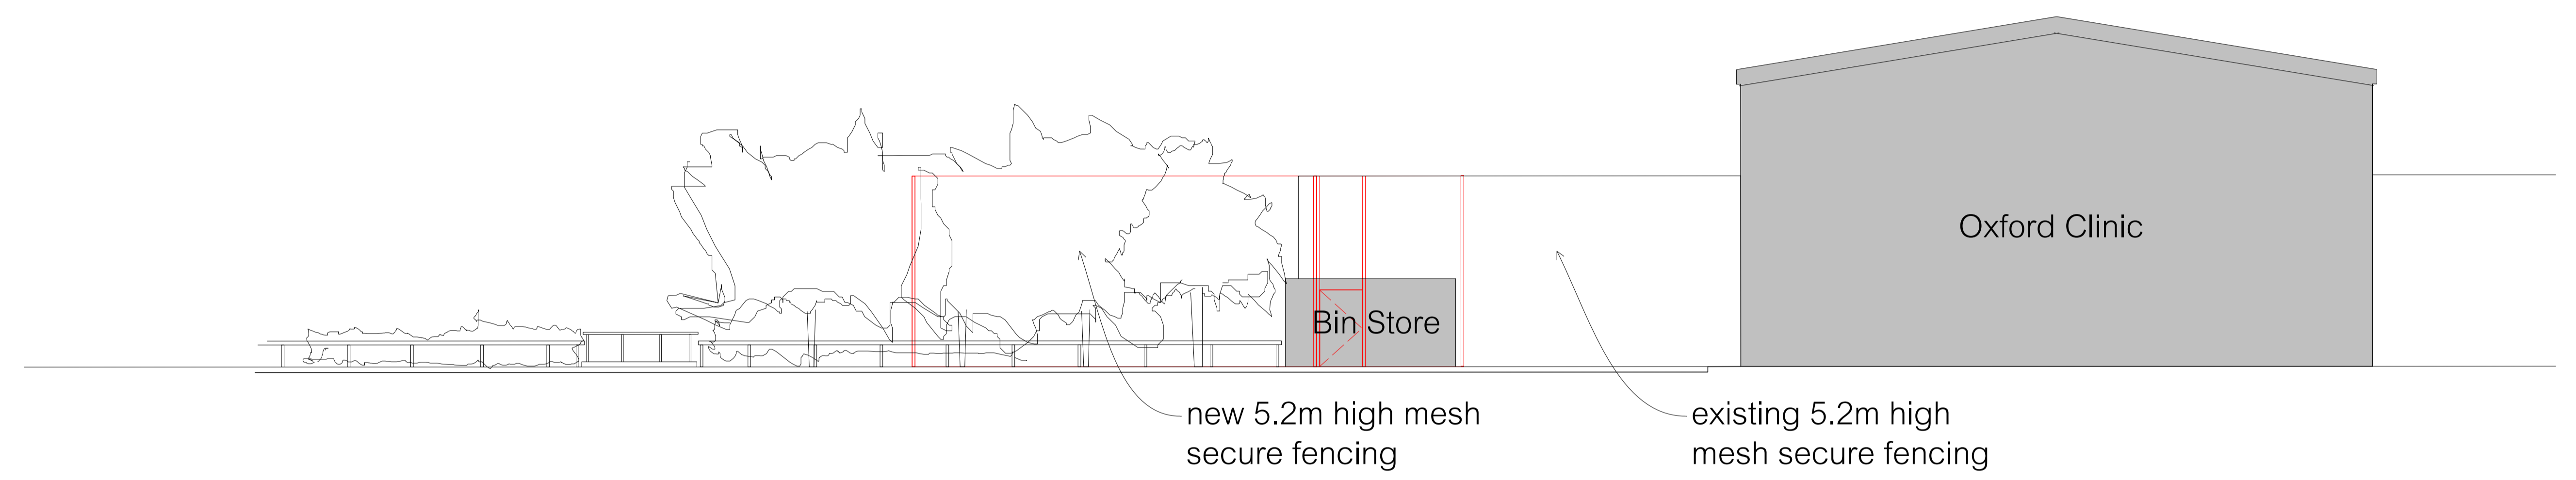 Oxford Clinic
Bin Store
new 5.2m high mesh
secure fencing
existing 5.2m high
mesh secure fencing